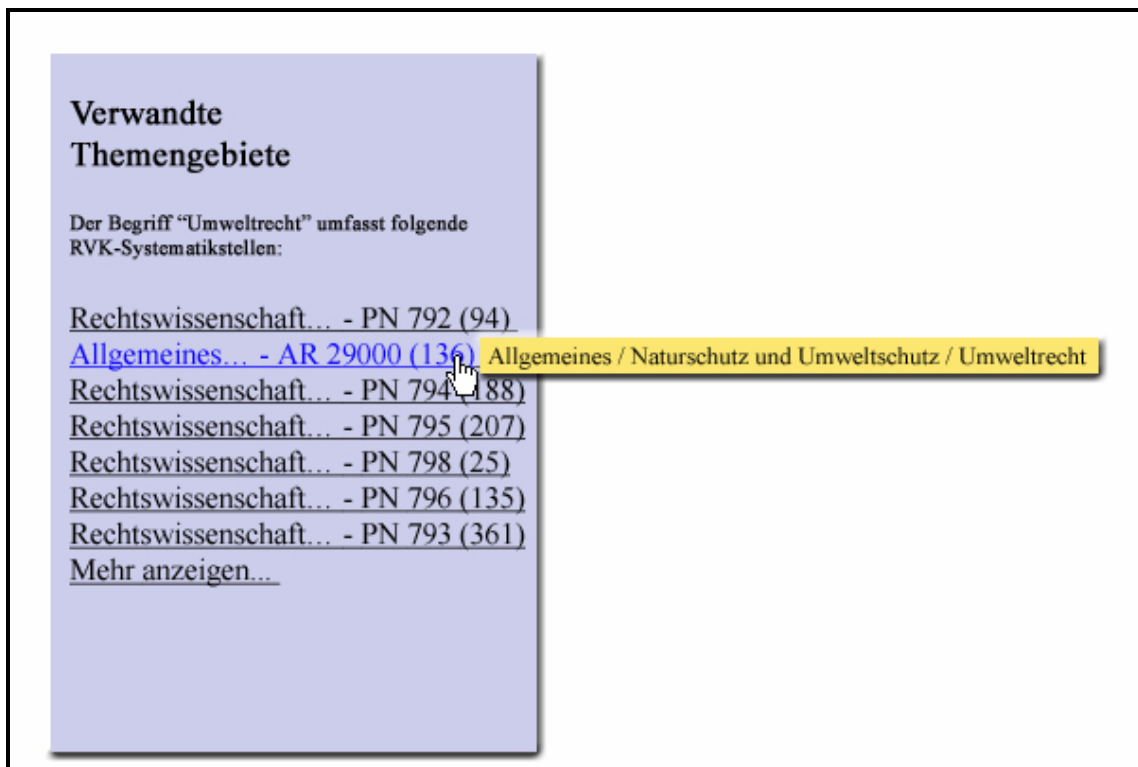 Verwandte
Themengebiete
Der Begriff “Umweltrecht” umfasst folgende
RVK-Systematikstellen:
Rechtswissenschaft... - PN 792 (94)
Allgemeines... - AR 29000 (136)
Allgemeines / Naturschutz und Umweltschutz / Umweltrecht
Rechtswissenschaft... - PN 794 (188)
Rechtswissenschaft... - PN 795 (207)
Rechtswissenschaft... - PN 798 (25)
Rechtswissenschaft... - PN 796 (135)
Rechtswissenschaft... - PN 793 (361)
Mehr anzeigen...